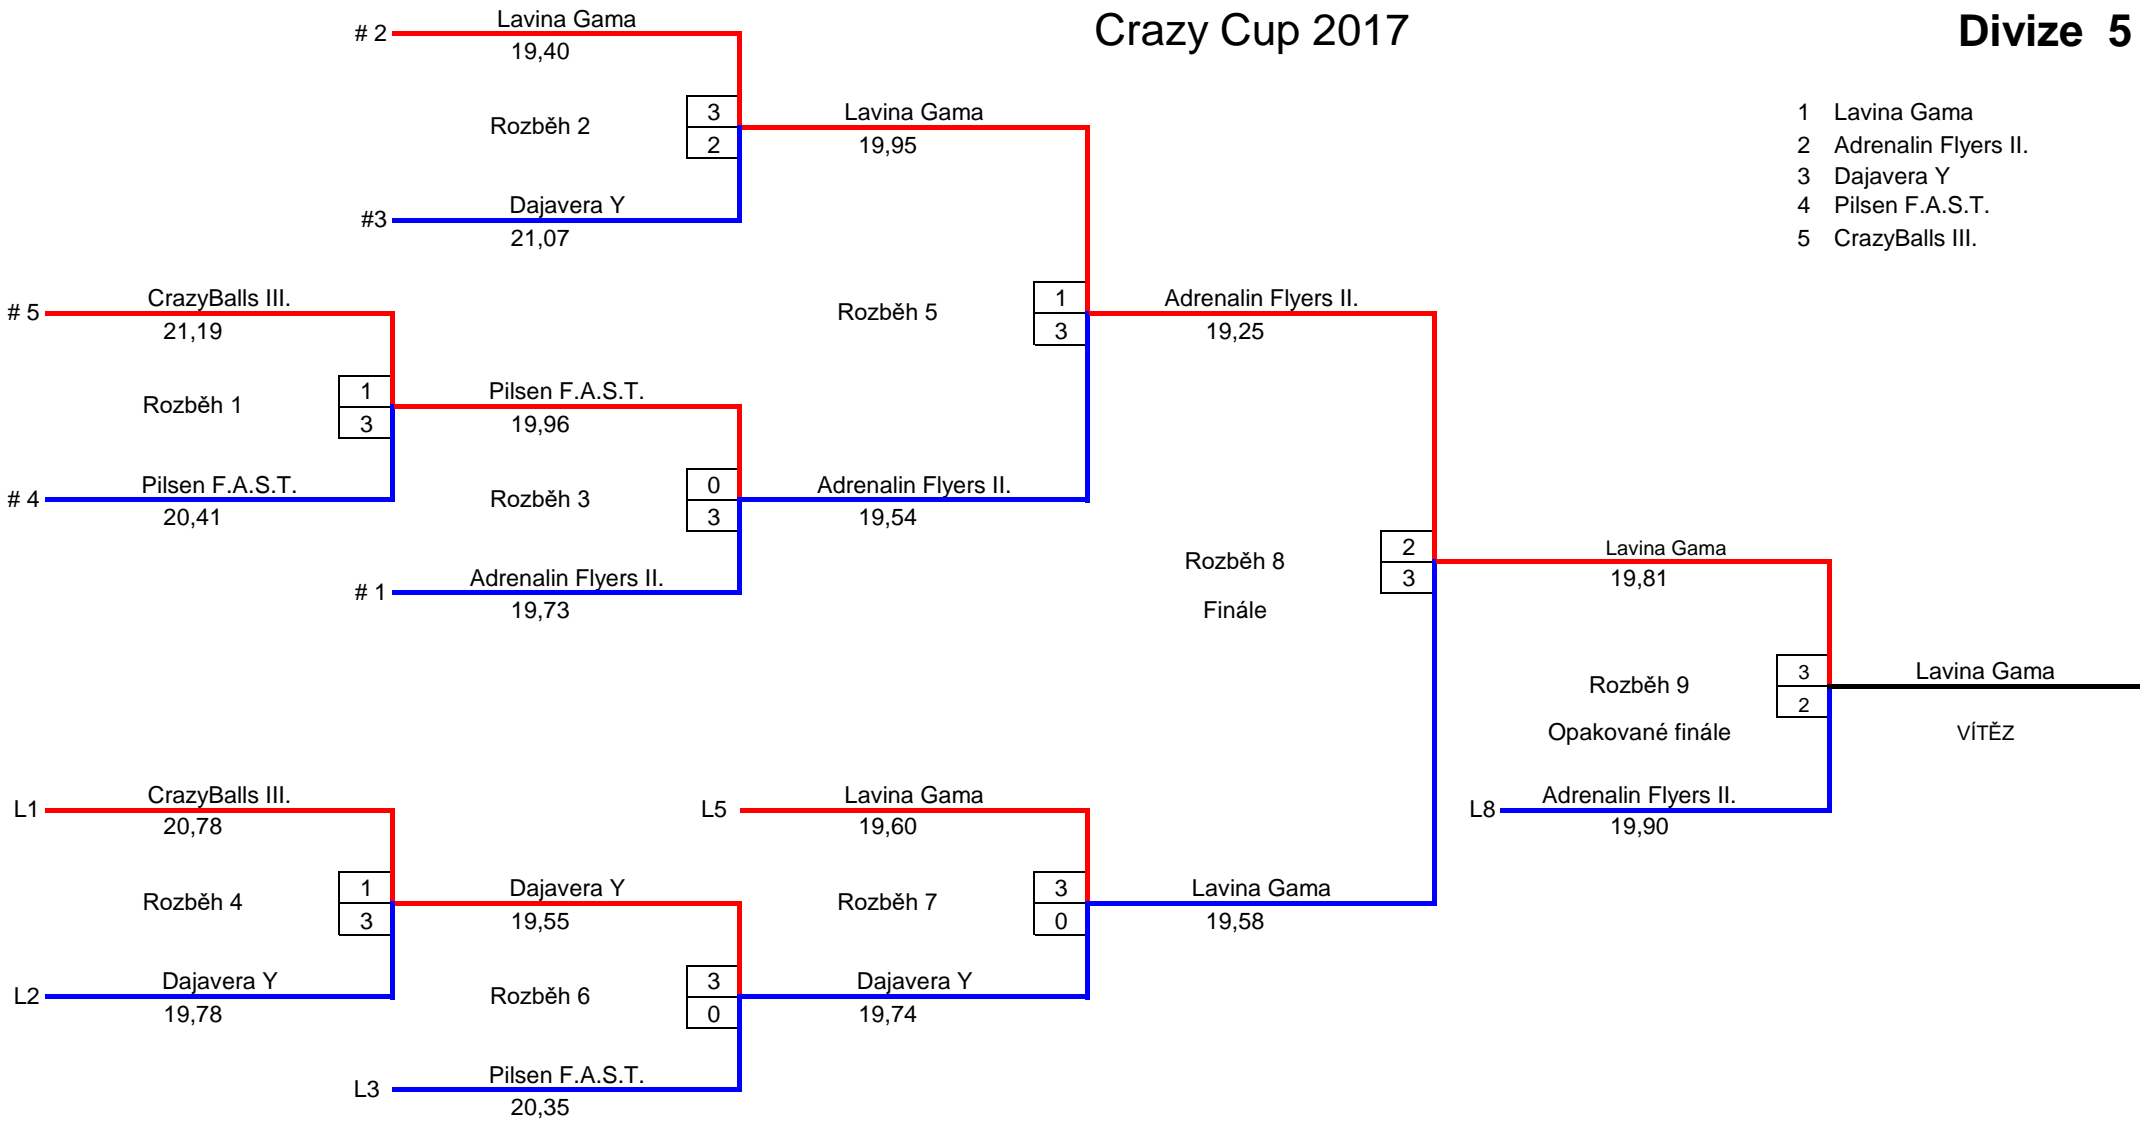 Crazy Cup 2017
Divize 5
1 Lavina Gama
2 Adrenalin Flyers II.
3 Dajavera Y
4 Pilsen F.A.S.T.
5 CrazyBalls III.
# 2
Lavina Gama
19,40
Rozběh 2
3
2
#3
Dajavera Y
21,07
Lavina Gama
19,95
# 5
CrazyBalls III.
21,19
Rozběh 1
1
3
# 4
Pilsen F.A.S.T.
20,41
Pilsen F.A.S.T.
19,96
Rozběh 3
0
3
# 1
Adrenalin Flyers II.
19,73
Rozběh 5
1
3
Adrenalin Flyers II.
19,54
Adrenalin Flyers II.
19,25
Rozběh 8
Finále
2
3
Lavina Gama
19,81
Rozběh 9
Opakované finále
3
2
Lavina Gama
VÍTĚZ
L8
Adrenalin Flyers II.
19,90
L1
CrazyBalls III.
20,78
Rozběh 4
1
3
L2
Dajavera Y
19,78
Dajavera Y
19,55
Rozběh 6
3
0
L3
Pilsen F.A.S.T.
20,35
L5
Lavina Gama
19,60
Rozběh 7
3
0
Dajavera Y
19,74
Lavina Gama
19,58